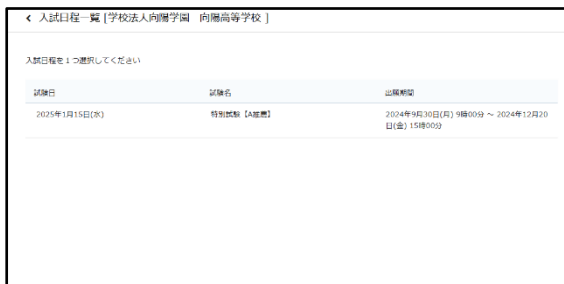 < 入試日程一覧 [学校法人向陽学園 向陽高等学校 ]
入試日程を1つ選択してください
試験日 試験名 出願期間
2025年1月15日(水) 特別試験【A推薦】 2024年9月30日(月) 9時00分 ～ 2024年12月20
日(金) 15時00分